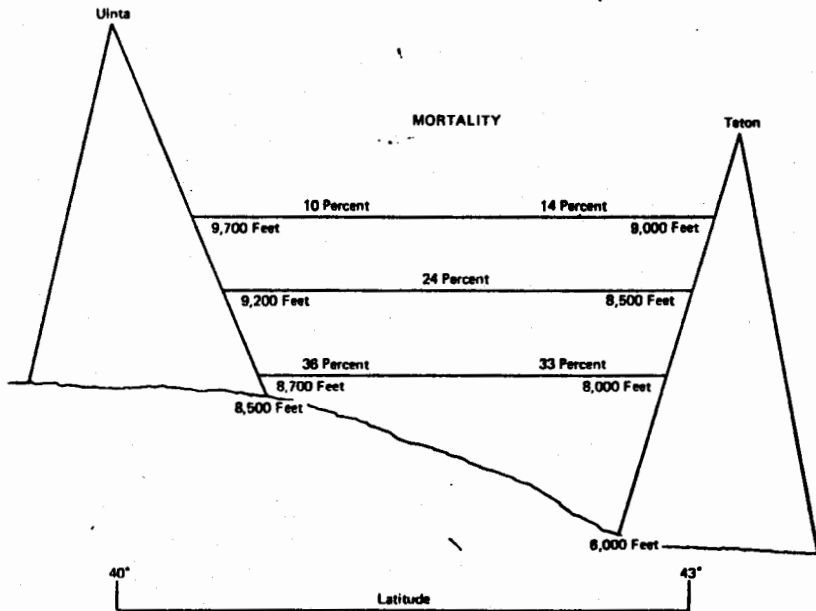 Uinta
MORTALITY
Teton
10 Percent 14 Percent
9,700 Feet 9,000 Feet
24 Percent
9,200 Feet 8,500 Feet
36 Percent 33 Percent
8,700 Feet 8,000 Feet
8,500 Feet
6,000 Feet
40° 43°
Latitude